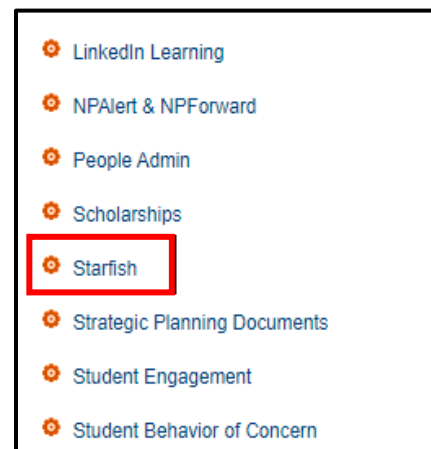 LinkedIn Learning
NPAlert & NPForward
People Admin
Scholarships
Starfish
Strategic Planning Documents
Student Engagement
Student Behavior of Concern